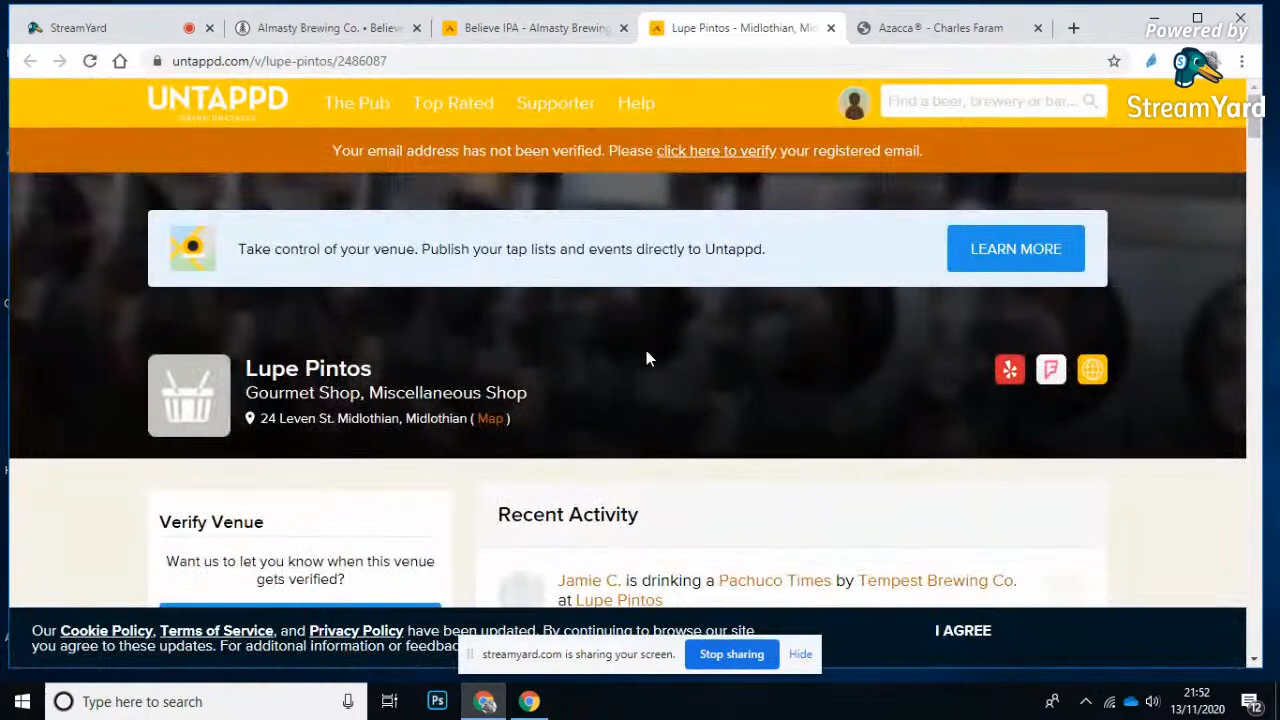 StreamYard
Almasty Brewing Co. • Believe
Believe IPA - Almasty Brewing
Lupe Pintos - Midlothian, Mi
Azacca® - Charles Faram
Powered by
untappd.com/v/lupe-pintos/2486087
StreamYard
UNTAPPD
DRINK SOCIALLY
The Pub
Top Rated
Supporter
Help
Find a beer, brewery or bar...
Your email address has not been verified. Please click here to verify your registered email.
Take control of your venue. Publish your tap lists and events directly to Untappd.
LEARN MORE
Lupe Pintos
Gourmet Shop, Miscellaneous Shop
24 Leven St. Midlothian, Midlothian ( Map )
Verify Venue
Want us to let you know when this venue
gets verified?
Recent Activity
Jamie C. is drinking a Pachuco Times by Tempest Brewing Co.
at Lupe Pintos
Our Cookie Policy, Terms of Service, and Privacy Policy have been updated. By continuing to browse our site
you agree to these updates. For additonal information or feedbac
I AGREE
streamyard.com is sharing your screen.
Stop sharing
Hide
Type here to search
Ps
21:52
13/11/2020
12